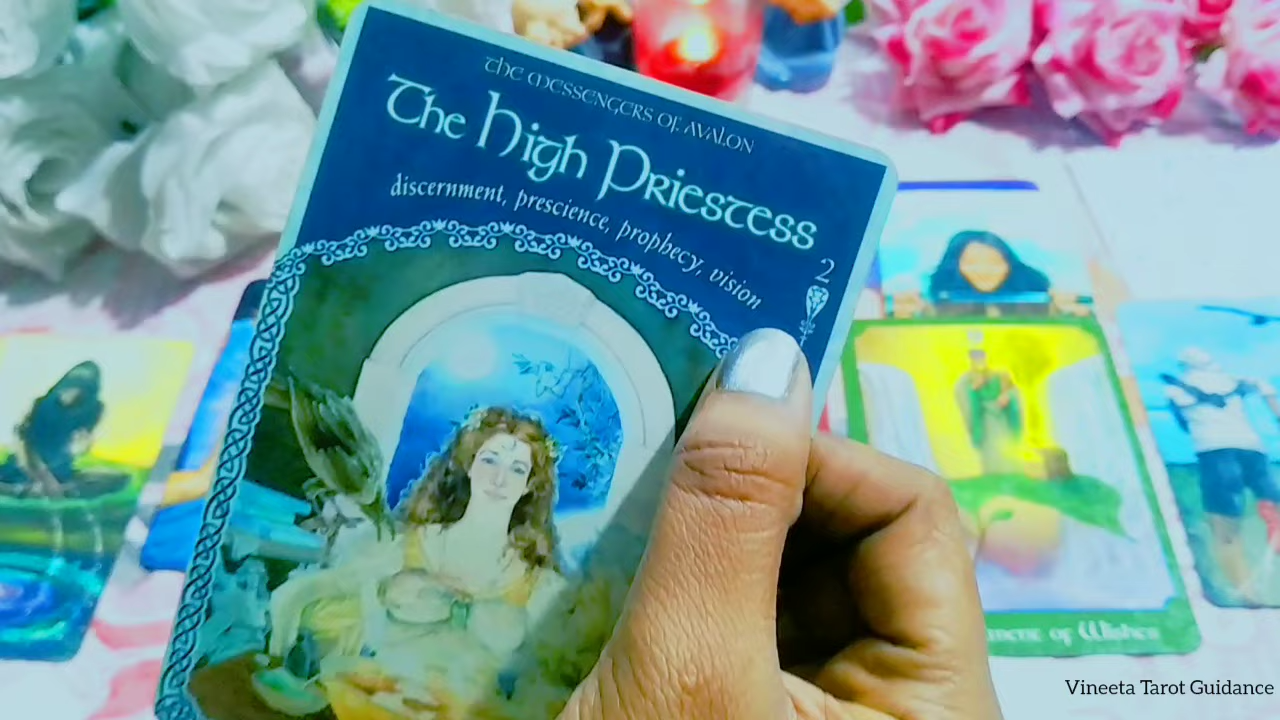 The Messengers of Avalon
The High Priestess
discernment, prescience, prophecy, vision
2
of Wishes
Vineeta Tarot Guidance